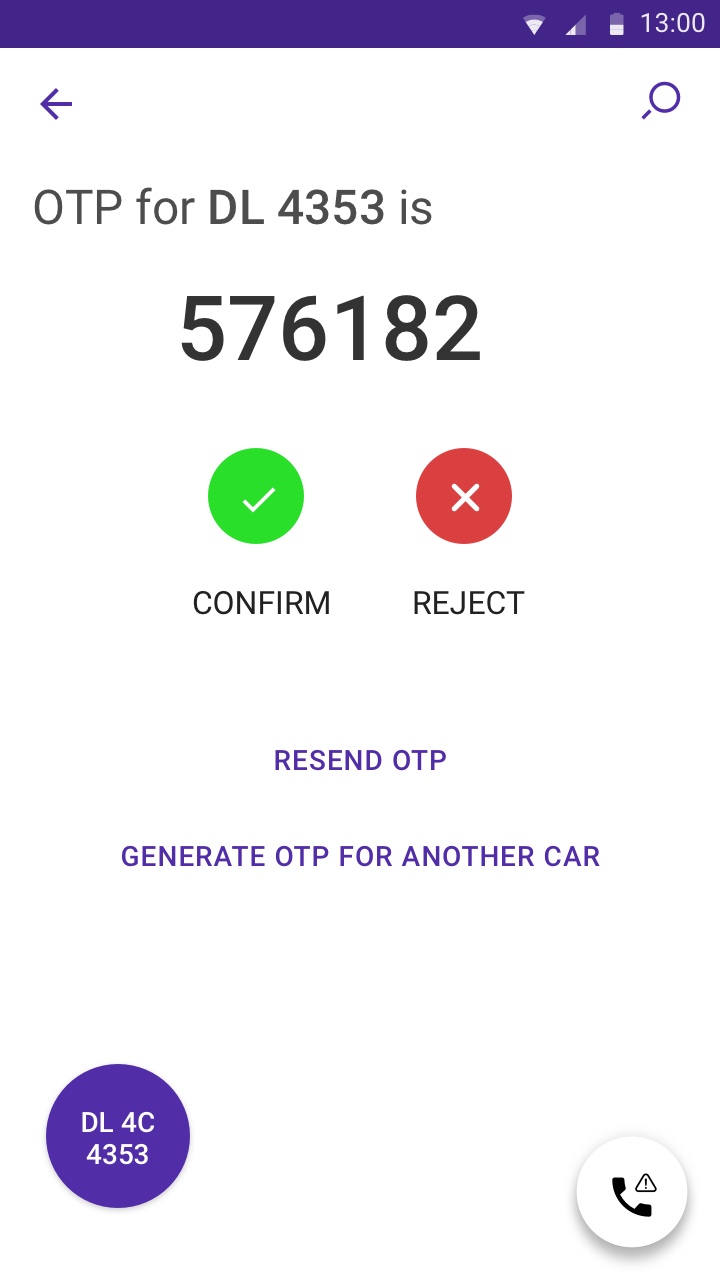 13:00
OTP for DL 4353 is
576182
CONFIRM REJECT
RESEND OTP
GENERATE OTP FOR ANOTHER CAR
DL 4C
4353